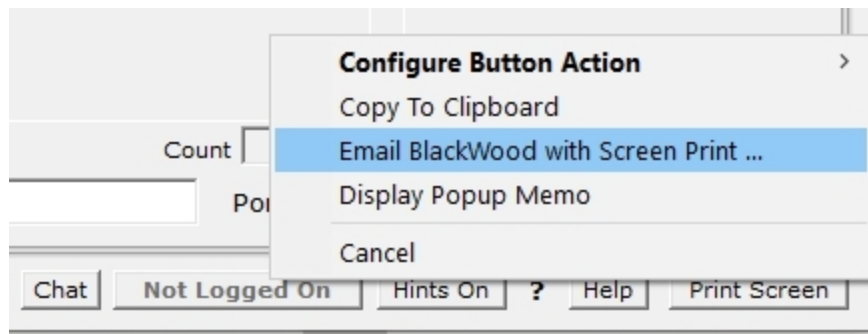 Configure Button Action
Copy To Clipboard
Count
Email BlackWood with Screen Print ...
Display Popup Memo
Cancel
Chat Not Logged On Hints On ? Help Print Screen